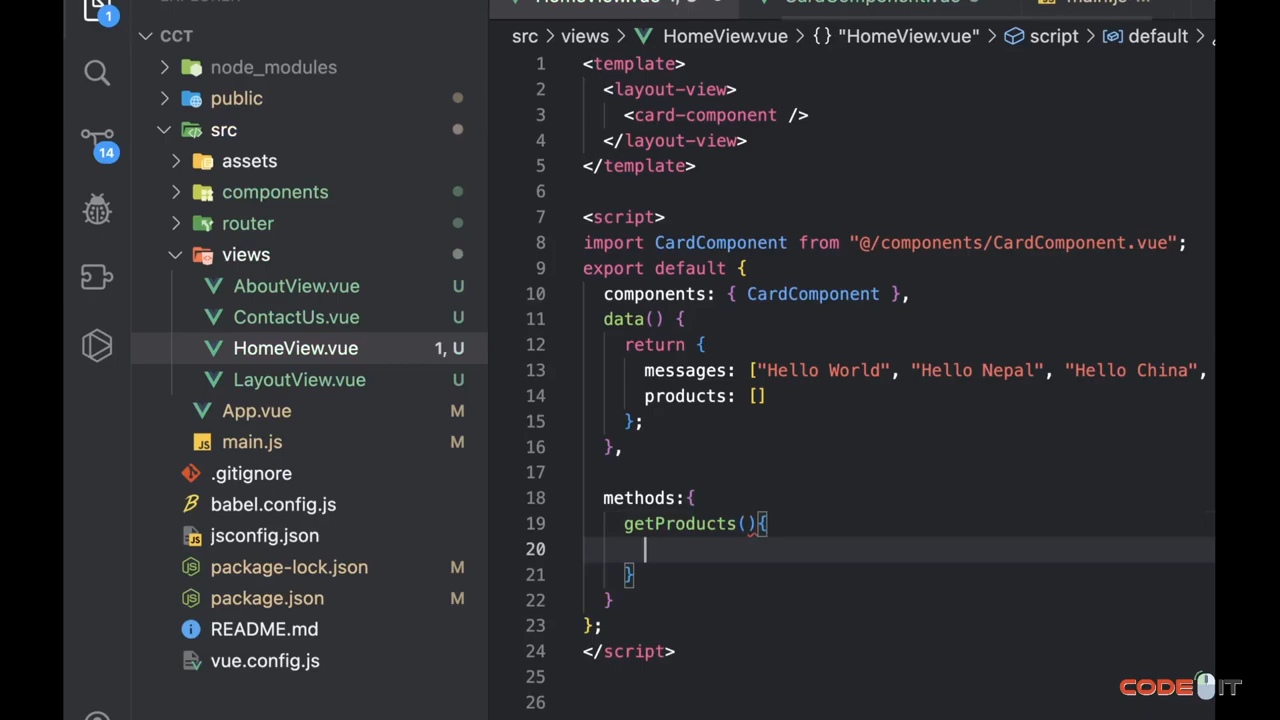 1
CCT
node_modules
public
src
assets
14
components
router
views
AboutView.vue U
ContactUs.vue U
HomeView.vue 1, U
LayoutView.vue U
App.vue M
JS main.js M
.gitignore
babel.config.js
JS jsconfig.json
package-lock.json M
package.json M
README.md
vue.config.js
src > views > HomeView.vue > {} "HomeView.vue" > script > default >
1 <template>
2 <layout-view>
3 <card-component />
4 </layout-view>
5 </template>
6
7 <script>
8 import CardComponent from "@/components/CardComponent.vue";
9 export default {
10 components: { CardComponent },
11 data() {
12 return {
13 messages: ["Hello World", "Hello Nepal", "Hello China",
14 products: []
15 };
16 },
17
18 methods:{
19 getProducts(){
20
21 }
22 }
23 };
24 </script>
25
26
CODE IT